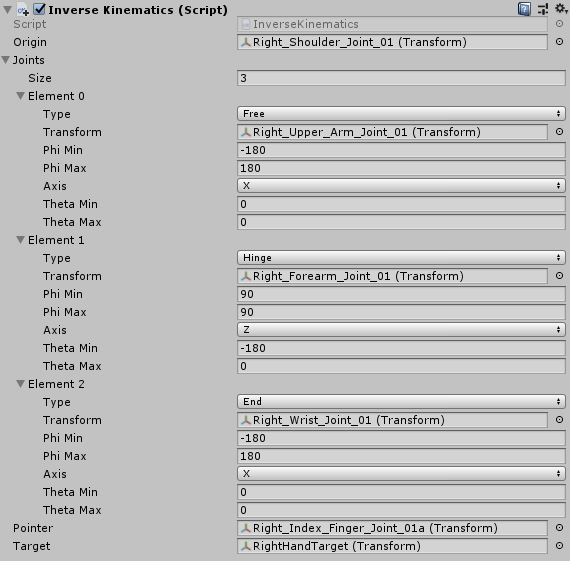 Inverse Kinematics (Script)
Script InverseKinematics
Origin Right_Shoulder_Joint_01 (Transform)
Joints
Size 3
Element 0
Type Free
Transform Right_Upper_Arm_Joint_01 (Transform)
Phi Min -180
Phi Max 180
Axis X
Theta Min 0
Theta Max 0
Element 1
Type Hinge
Transform Right_Forearm_Joint_01 (Transform)
Phi Min 90
Phi Max 90
Axis Z
Theta Min -180
Theta Max 0
Element 2
Type End
Transform Right_Wrist_Joint_01 (Transform)
Phi Min -180
Phi Max 180
Axis X
Theta Min 0
Theta Max 0
Pointer Right_Index_Finger_Joint_01a (Transform)
Target RightHandTarget (Transform)